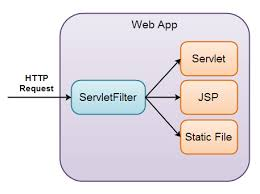 Web App
HTTP
Request
ServletFilter
Servlet
JSP
Static File